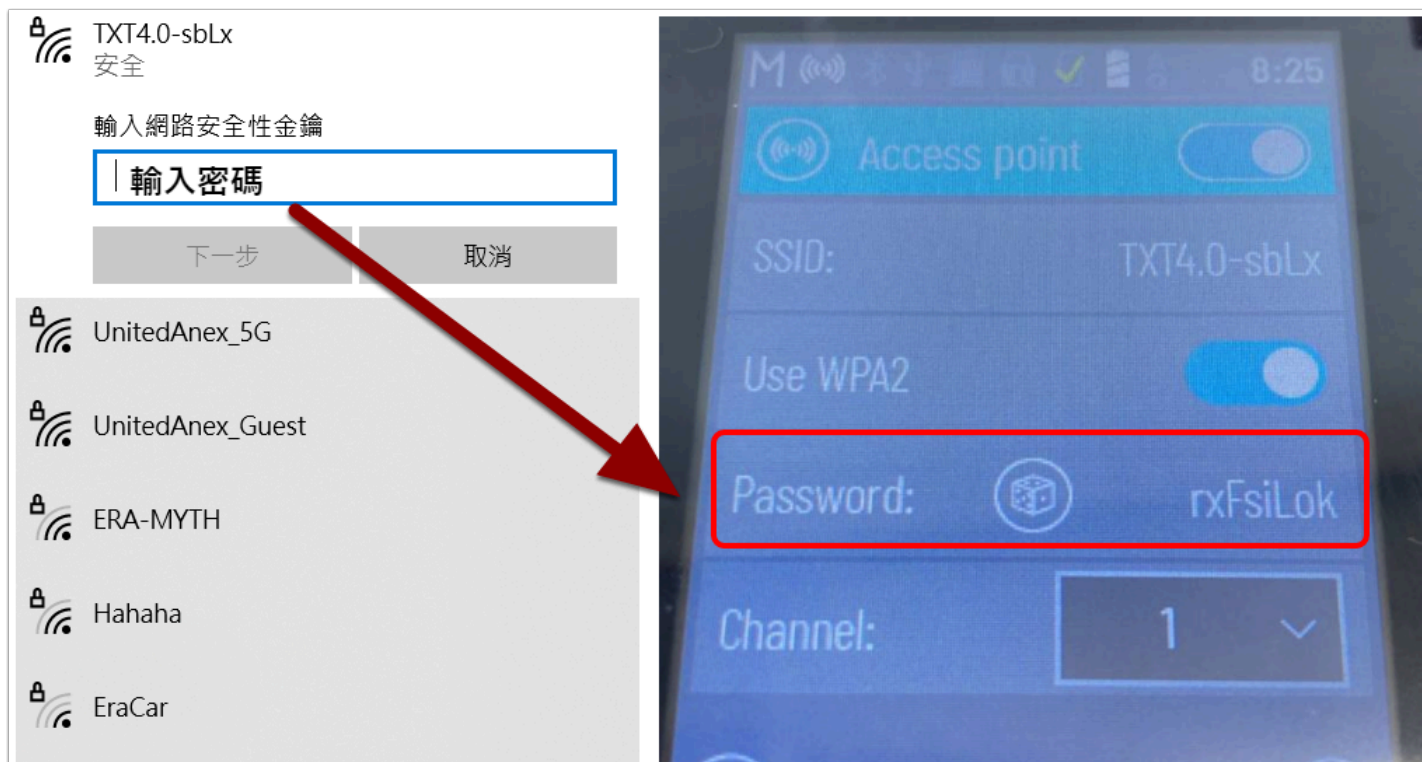 TXT4.0-sbLx
安全
輸入網路安全性金鑰
輸入密碼
下一步
取消
UnitedAnex_5G
UnitedAnex_Guest
ERA-MYTH
Hahaha
EraCar
M 8:25
Access point
SSID: TXT4.0-sbLx
Use WPA2
Password: rxFsiLok
Channel: 1